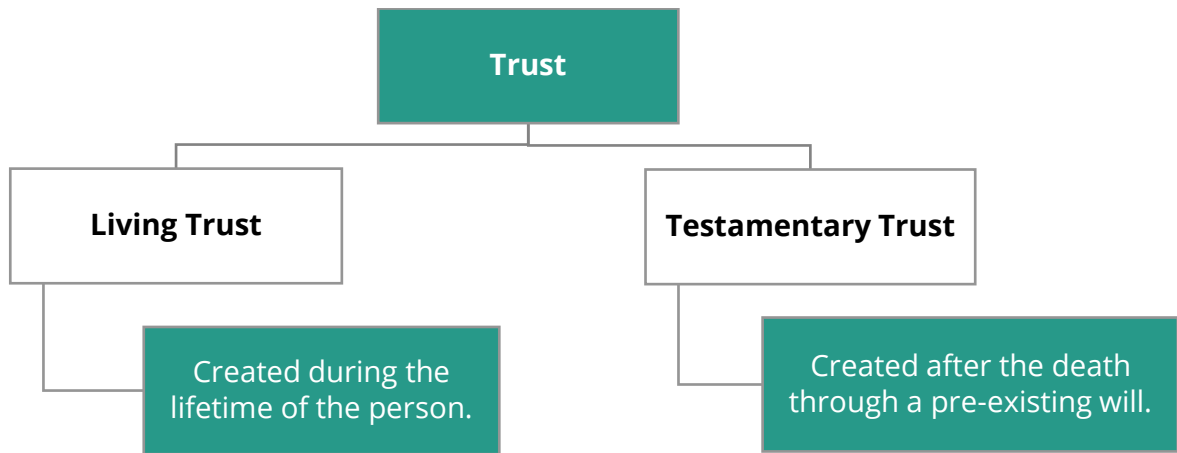 Trust
Living Trust
Testamentary Trust
Created during the
lifetime of the person.
Created after the death
through a pre-existing will.